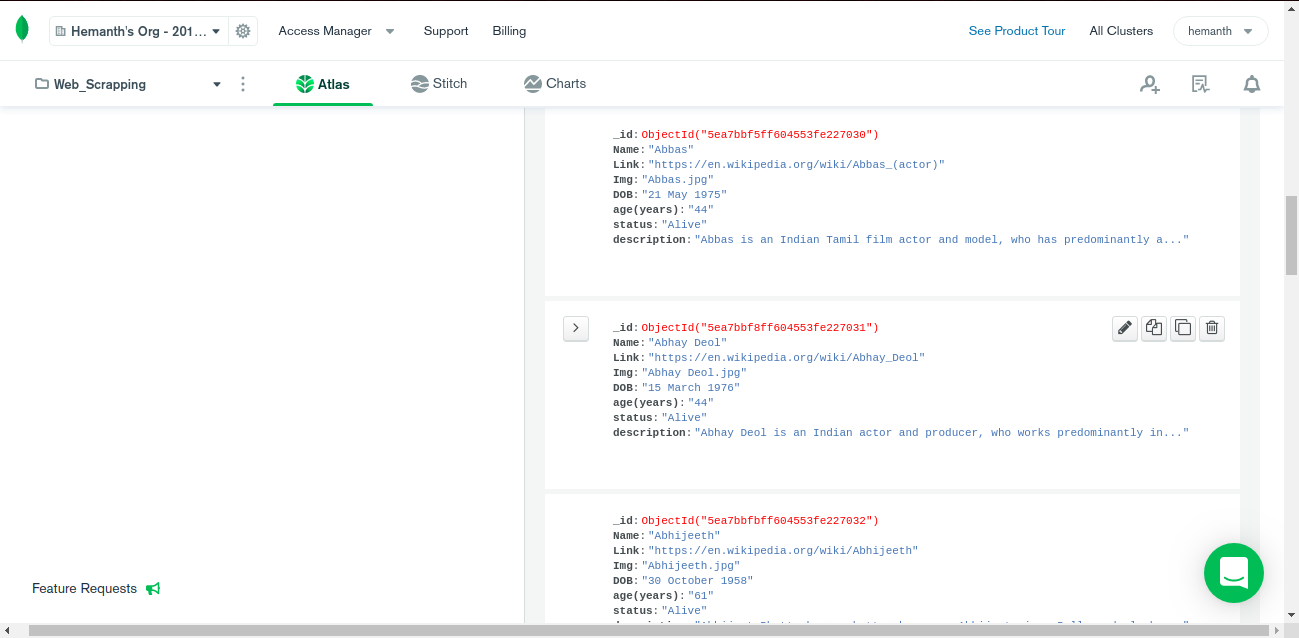 Hemanth's Org - 201...
Access Manager
Support
Billing
See Product Tour
All Clusters
hemanth
Web_Scrapping
Atlas
Stitch
Charts
_id: ObjectId("5ea7bbf5ff604553fe227030")
Name: "Abbas"
Link: "https://en.wikipedia.org/wiki/Abbas_(actor)"
Img: "Abbas.jpg"
DOB: "21 May 1975"
age(years): "44"
status: "Alive"
description: "Abbas is an Indian Tamil film actor and model, who has predominantly a..."
_id: ObjectId("5ea7bbf8ff604553fe227031")
Name: "Abhay Deol"
Link: "https://en.wikipedia.org/wiki/Abhay_Deol"
Img: "Abhay Deol.jpg"
DOB: "15 March 1976"
age(years): "44"
status: "Alive"
description: "Abhay Deol is an Indian actor and producer, who works predominantly in..."
_id: ObjectId("5ea7bbfbff604553fe227032")
Name: "Abhijeeth"
Link: "https://en.wikipedia.org/wiki/Abhijeeth"
Img: "Abhijeeth.jpg"
DOB: "30 October 1958"
age(years): "61"
status: "Alive"
Feature Requests